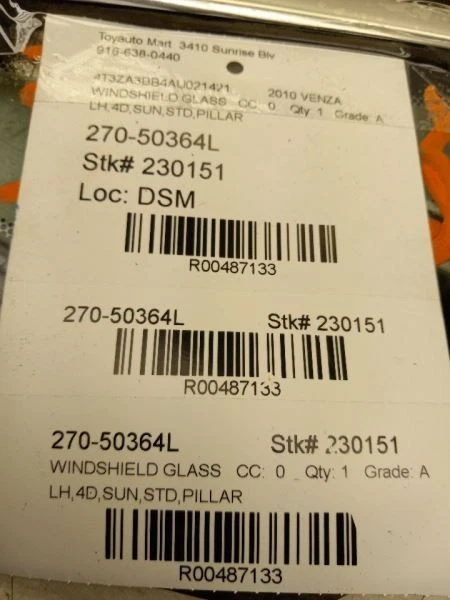 Toyauto Mart 3410 Sunrise Blv
916-638-0440
4T3ZA3BB4AU021421 2010 VENZA
WINDSHIELD GLASS CC: 0 Qty: 1 Grade: A
LH,4D,SUN,STD,PILLAR
270-50364L
Stk# 230151
Loc: DSM
R00487133
270-50364L Stk# 230151
R00487133
270-50364L Stk# 230151
WINDSHIELD GLASS CC: 0 Qty: 1 Grade: A
LH,4D,SUN,STD,PILLAR
R00487133